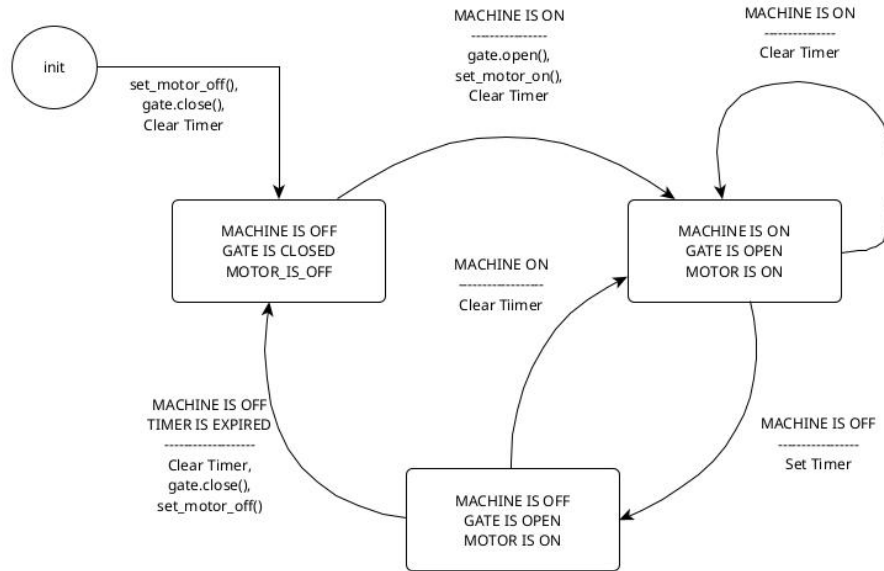 init
set_motor_off(),
gate.close(),
Clear Timer
MACHINE IS ON
----------------
gate.open(),
set_motor_on(),
Clear Timer
MACHINE IS ON
---------------
Clear Timer
MACHINE IS OFF
GATE IS CLOSED
MOTOR_IS_OFF
MACHINE IS ON
GATE IS OPEN
MOTOR IS ON
MACHINE ON
------------------
Clear Tiimer
MACHINE IS OFF
TIMER IS EXPIRED
-------------------
Clear Timer,
gate.close(),
set_motor_off()
MACHINE IS OFF
-----------------
Set Timer
MACHINE IS OFF
GATE IS OPEN
MOTOR IS ON